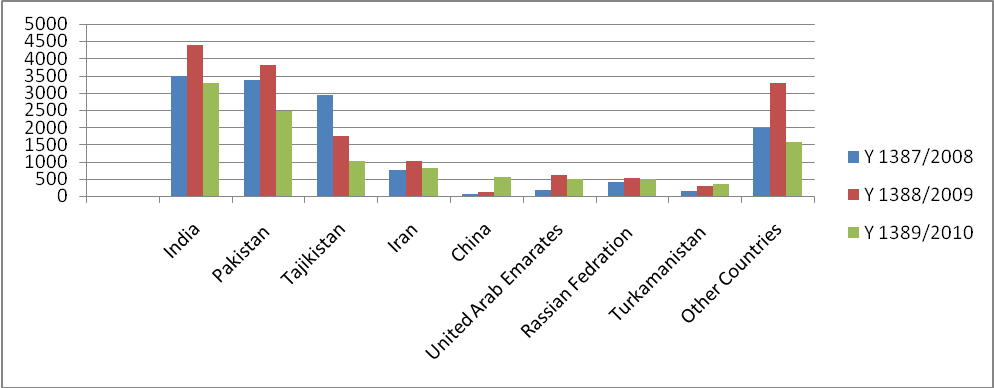 5000
4500
4000
3500
3000
2500
2000
1500
1000
500
0
India
Pakistan
Tajikistan
Iran
China
United Arab Emarates
Rassian Fedration
Turkamanistan
Other Countries
Y 1387/2008
Y 1388/2009
Y 1389/2010